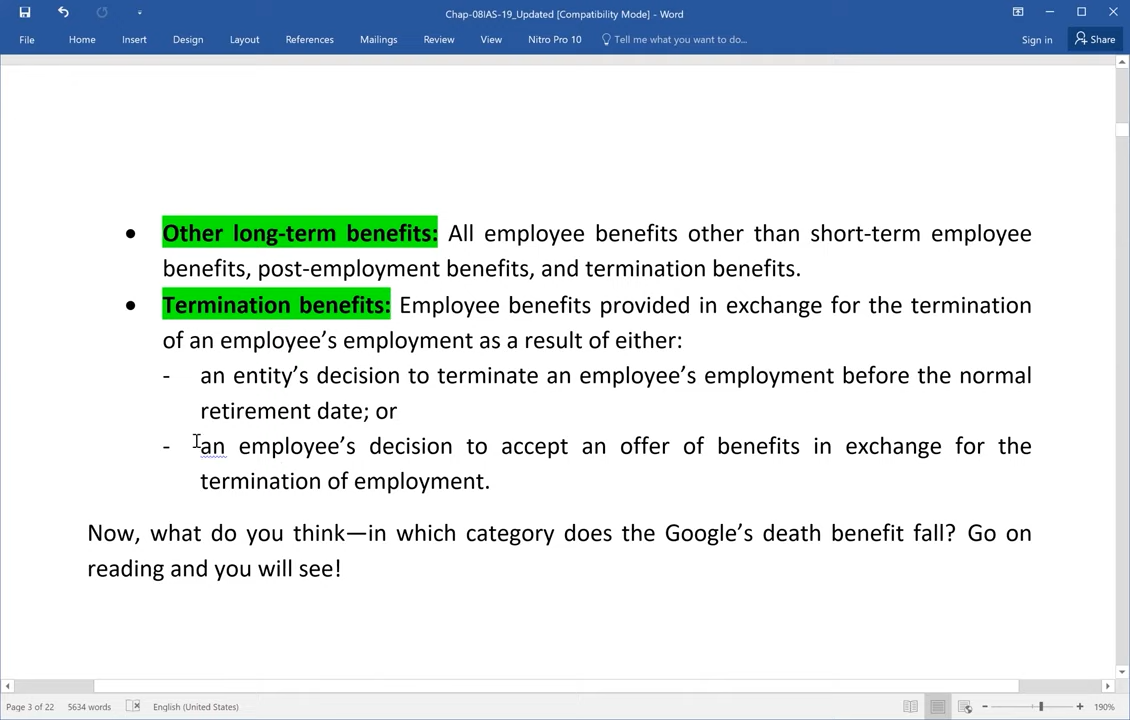 Chap-08IAS-19_Updated [Compatibility Mode] - Word
File Home Insert Design Layout References Mailings Review View Nitro Pro 10 Tell me what you want to do... Sign in Share
• Other long-term benefits: All employee benefits other than short-term employee
benefits, post-employment benefits, and termination benefits.
• Termination benefits: Employee benefits provided in exchange for the termination
of an employee’s employment as a result of either:
- an entity’s decision to terminate an employee’s employment before the normal
retirement date; or
- an employee’s decision to accept an offer of benefits in exchange for the
termination of employment.
Now, what do you think—in which category does the Google’s death benefit fall? Go on
reading and you will see!
Page 3 of 22 5634 words English (United States) 190%